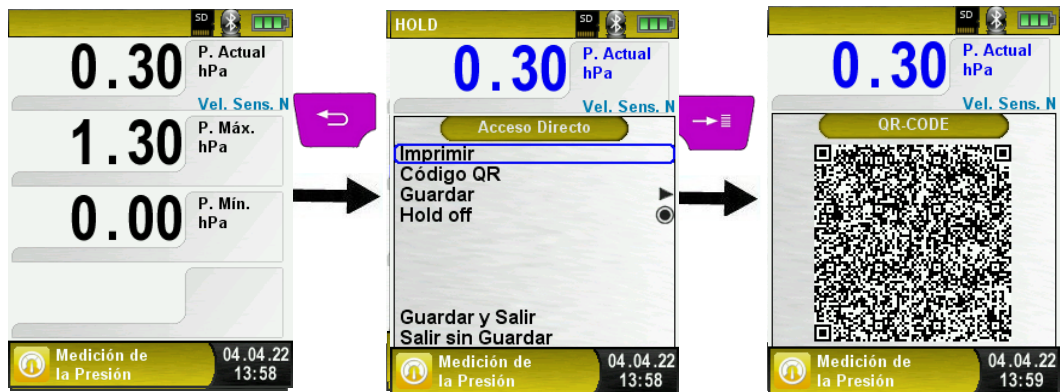 SD
0.30
P. Actual
hPa
Vel. Sens. N
1.30
P. Máx.
hPa
0.00
P. Mín.
hPa
Medición de
la Presión
04.04.22
13:58
HOLD
SD
0.30
P. Actual
hPa
Vel. Sens. N
Acceso Directo
Imprimir
Código QR
Guardar
Hold off
Guardar y Salir
Salir sin Guardar
Medición de
la Presión
04.04.22
13:58
SD
0.30
P. Actual
hPa
Vel. Sens. N
QR-CODE
Medición de
la Presión
04.04.22
13:59